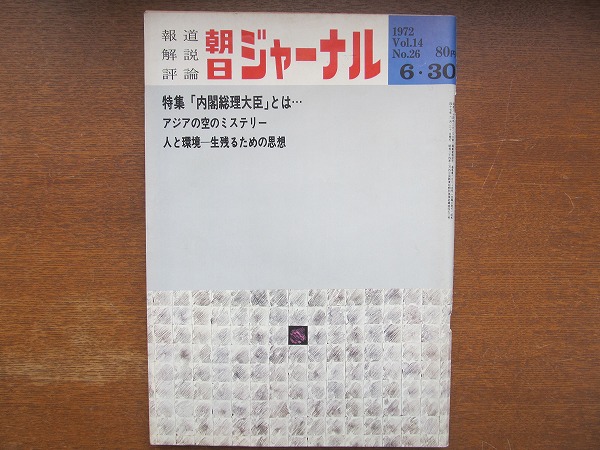 報道
解説
評論
朝日ジャーナル
1972
Vol.14
No.26
80円
6・30
特集「内閣総理大臣」とは…
アジアの空のミステリー
人と環境―生残るための思想